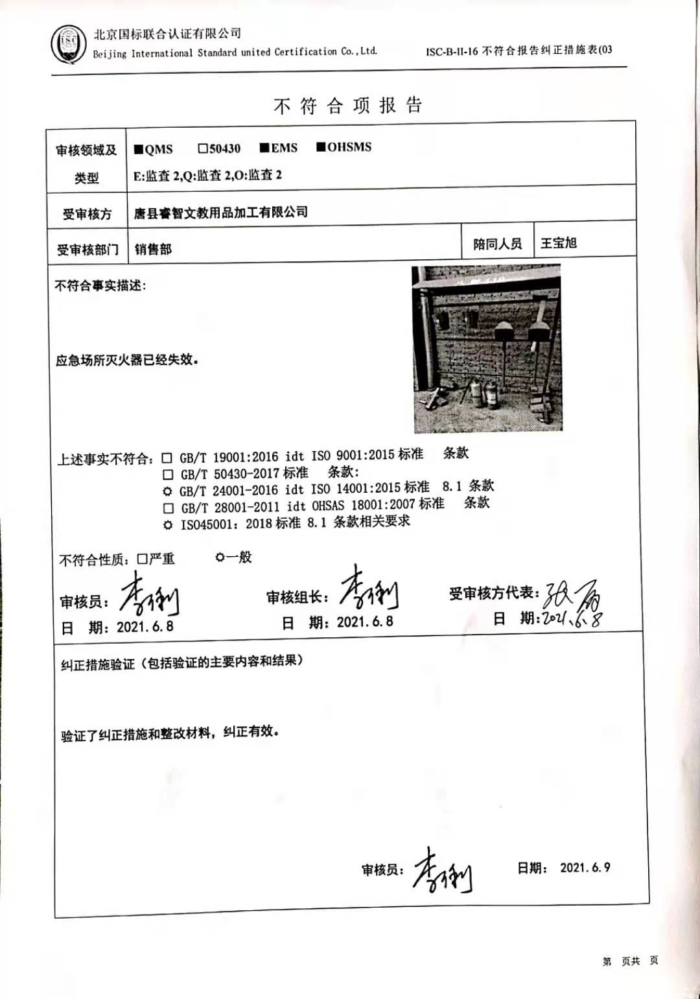 ISC
北京国标联合认证有限公司
Beijing International Standard united Certification Co.,Ltd.
ISC-B-II-16 不符合报告纠正措施表(03
不符合项报告
审核领域及类型
■QMS □50430 ■EMS ■OHSMS
E:监查 2,Q:监查 2,O:监查 2
受审核方
唐县睿智文教用品加工有限公司
受审核部门
销售部
陪同人员
王宝旭
不符合事实描述:
应急场所灭火器已经失效。
上述事实不符合: □ GB/T 19001:2016 idt ISO 9001:2015 标准 条款
□ GB/T 50430-2017 标准 条款:
✡ GB/T 24001-2016 idt ISO 14001:2015 标准 8.1 条款
□ GB/T 28001-2011 idt OHSAS 18001:2007 标准 条款
✡ ISO45001: 2018 标准 8.1 条款相关要求
不符合性质: □严重 ✡一般
审核员: 审核组长: 受审核方代表:
日 期: 2021.6.8 日 期: 2021.6.8 日 期: 2021.6.8
纠正措施验证（包括验证的主要内容和结果）
验证了纠正措施和整改材料，纠正有效。
审核员: 日期: 2021.6.9
第 页共 页